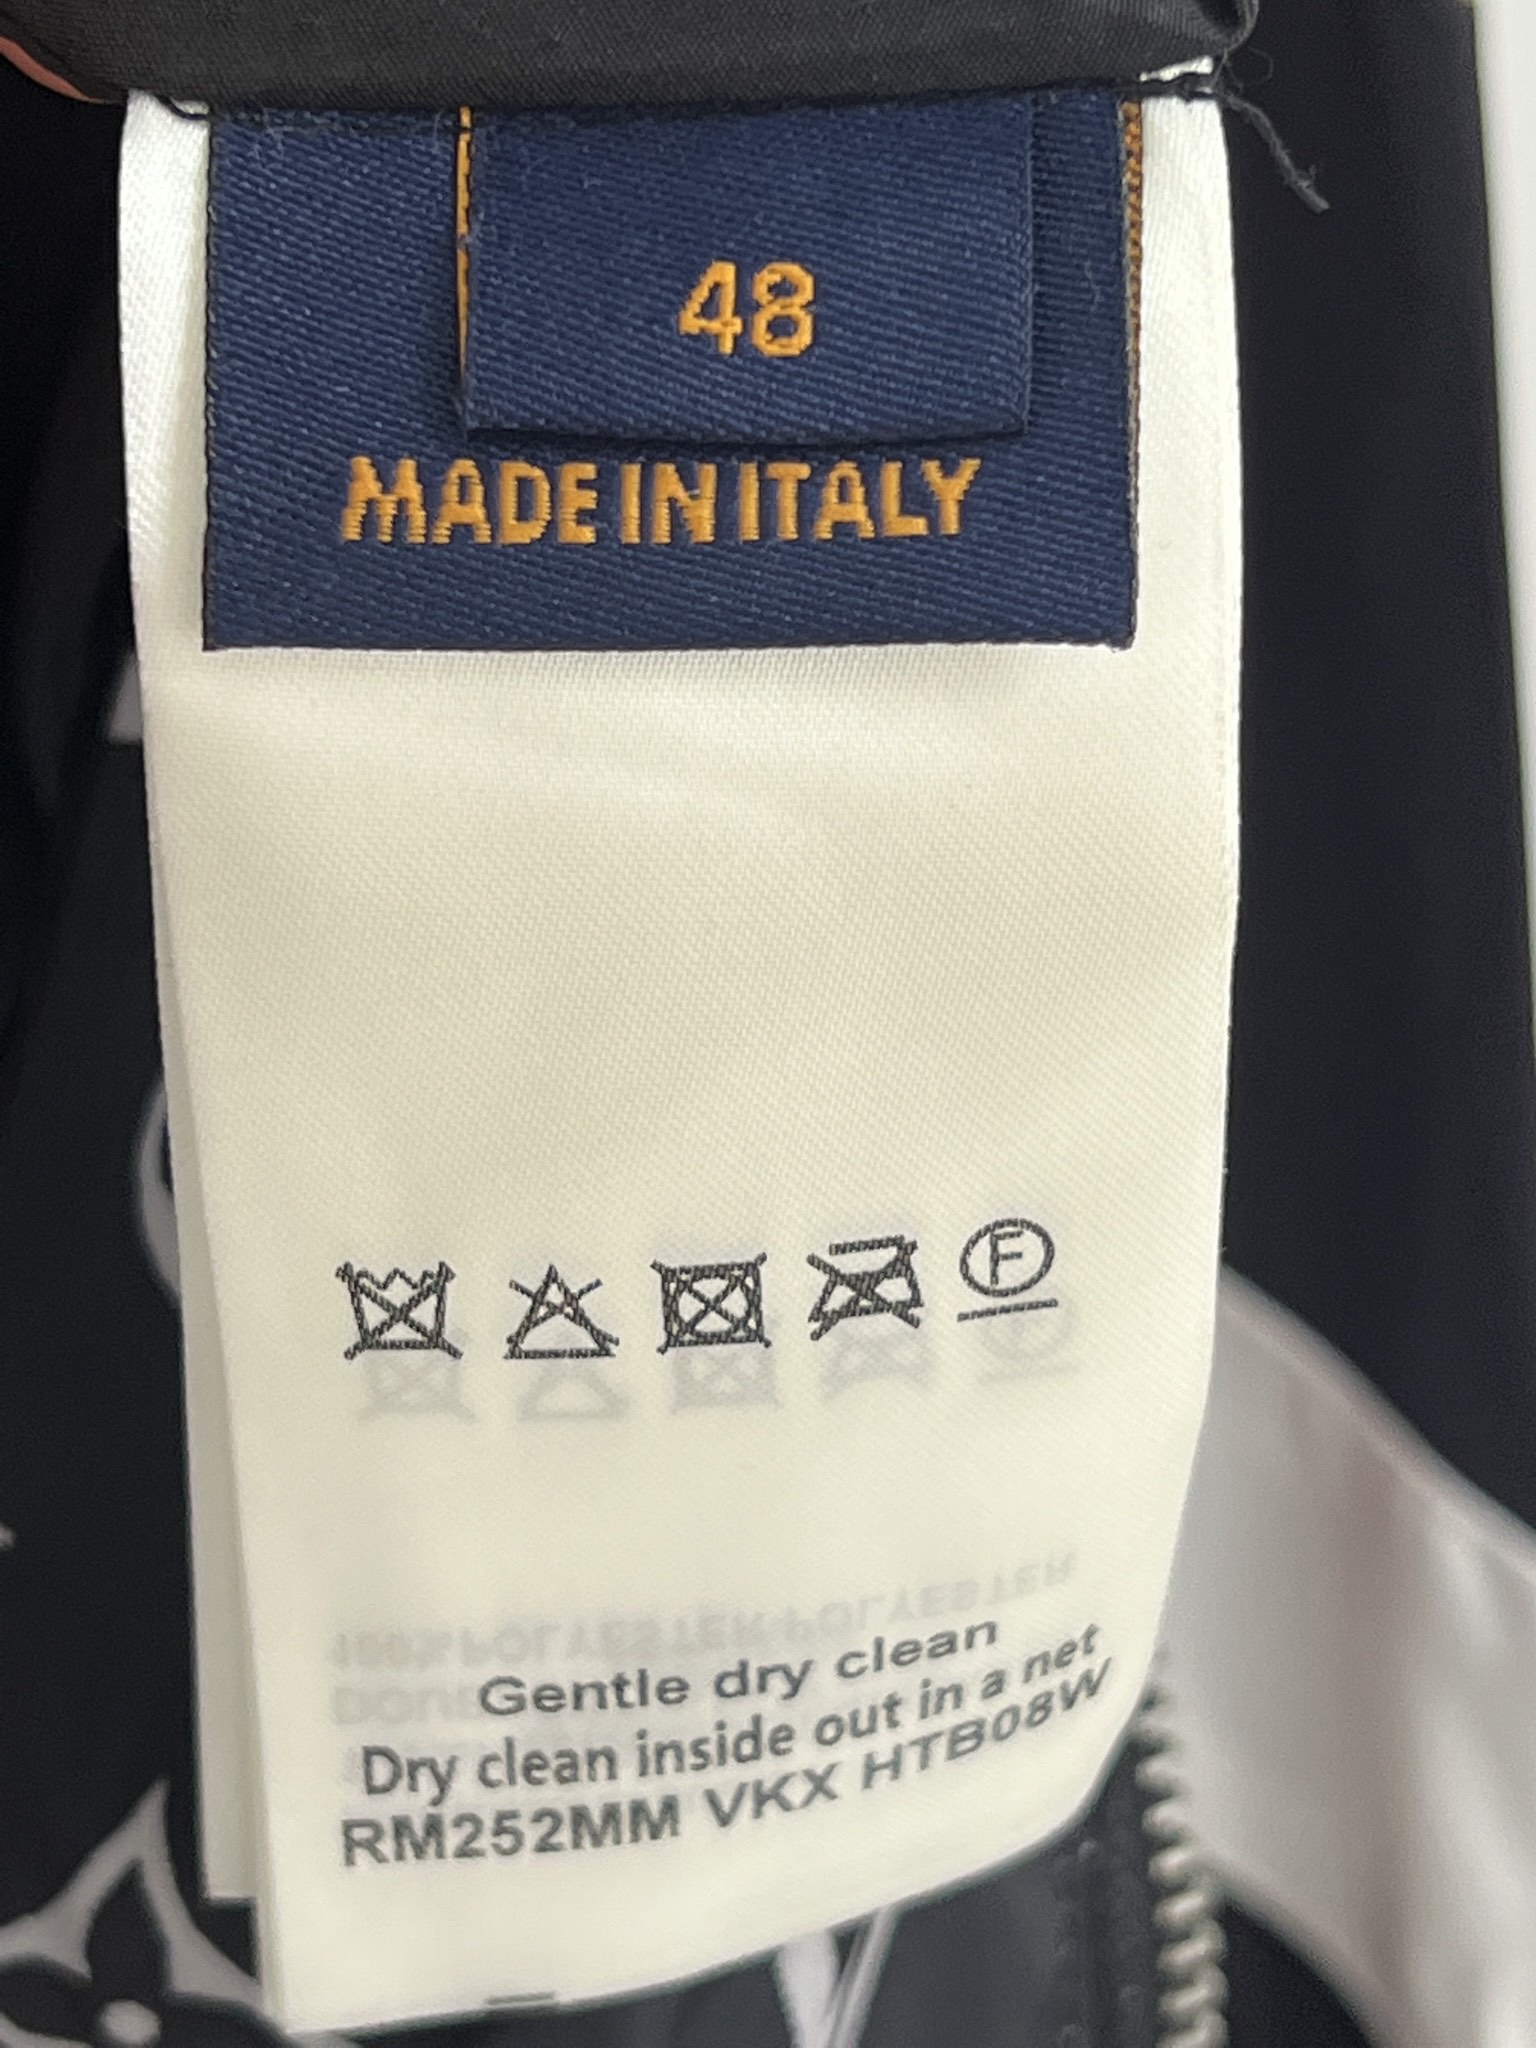 48
MADE IN ITALY
F
Gentle dry clean
Dry clean inside out in a net
RM252MM VKX HTB08W